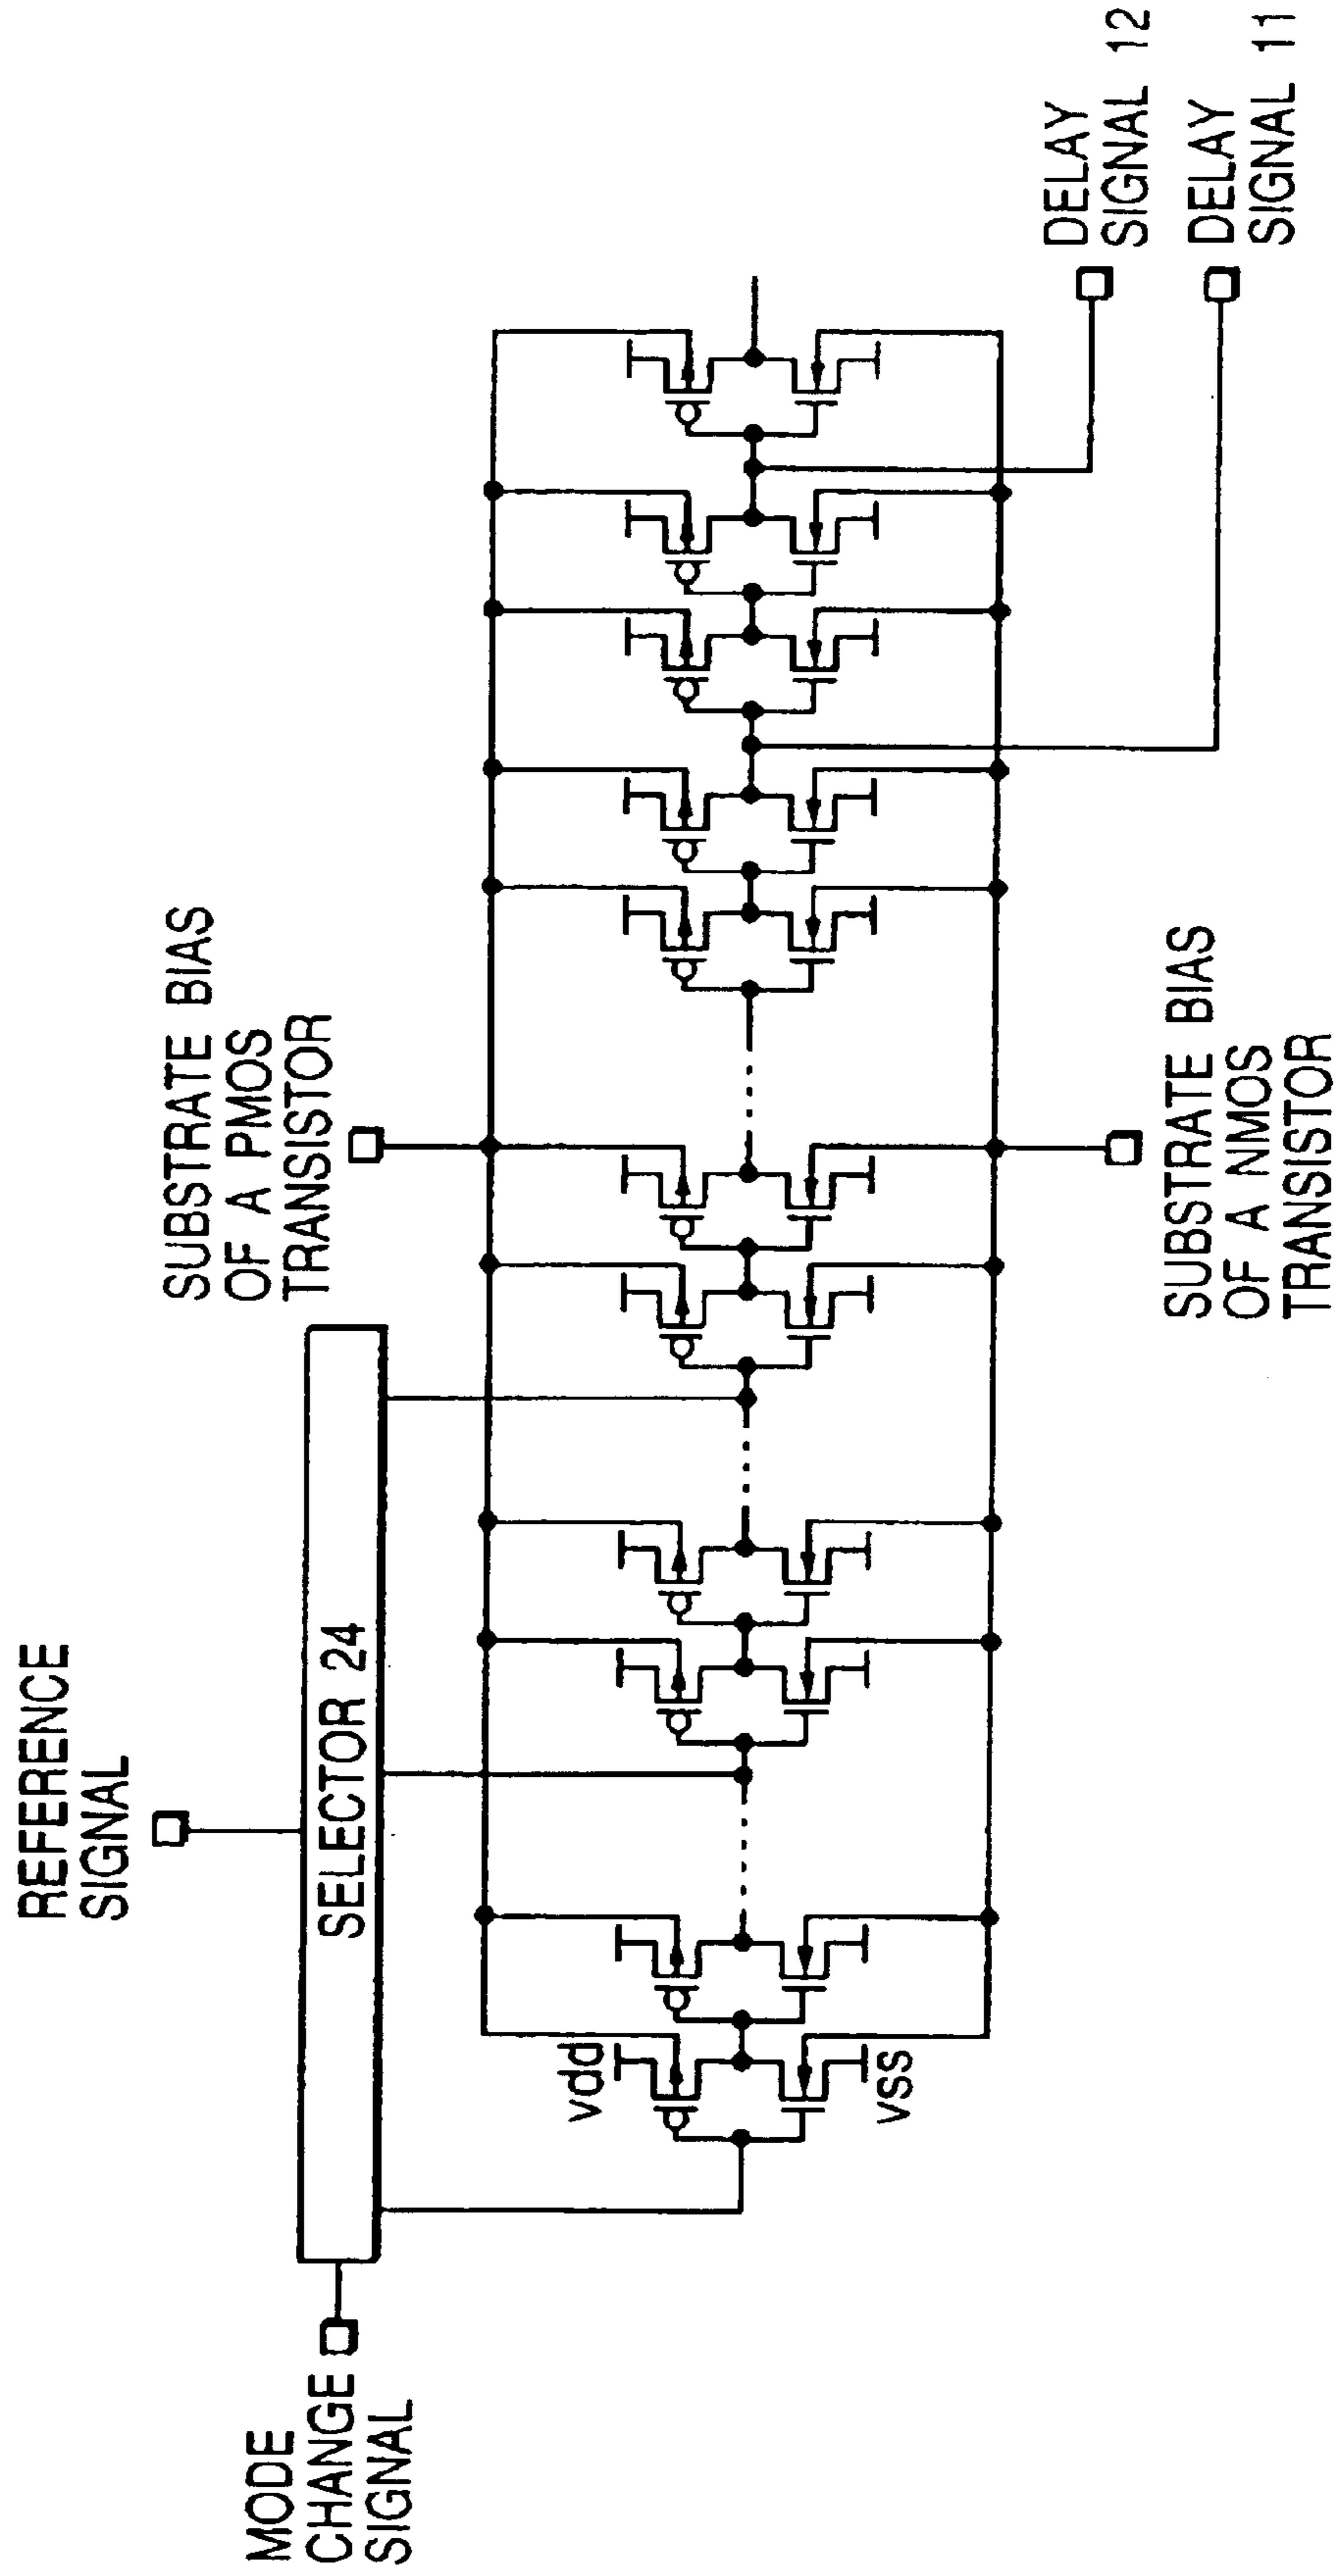 REFERENCE
SIGNAL
MODE
CHANGE
SIGNAL
SELECTOR 24
SUBSTRATE BIAS
OF A PMOS
TRANSISTOR
vdd
vss
SUBSTRATE BIAS
OF A NMOS
TRANSISTOR
DELAY
SIGNAL 12
DELAY
SIGNAL 11